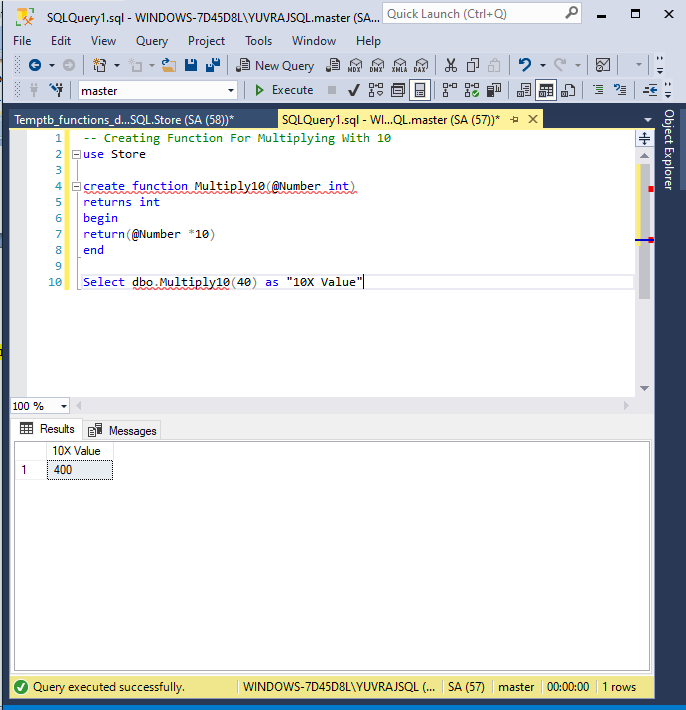 SQLQuery1.sql - WINDOWS-7D45D8L\YUVRAJSQL.master (SA...
Quick Launch (Ctrl+Q)
File Edit View Query Project Tools Window Help
New Query MDX DMX XMLA DAX
master Execute
Temptb_functions_d...SQL.Store (SA (58))* SQLQuery1.sql - WI...QL.master (SA (57))*
Object Explorer
1 -- Creating Function For Multiplying With 10
2 use Store
3
4 create function Multiply10(@Number int)
5 returns int
6 begin
7 return(@Number *10)
8 end
9
10 Select dbo.Multiply10(40) as "10X Value"
100 %
Results Messages
10X Value
1 400
Query executed successfully. WINDOWS-7D45D8L\YUVRAJSQL (... SA (57) master 00:00:00 1 rows